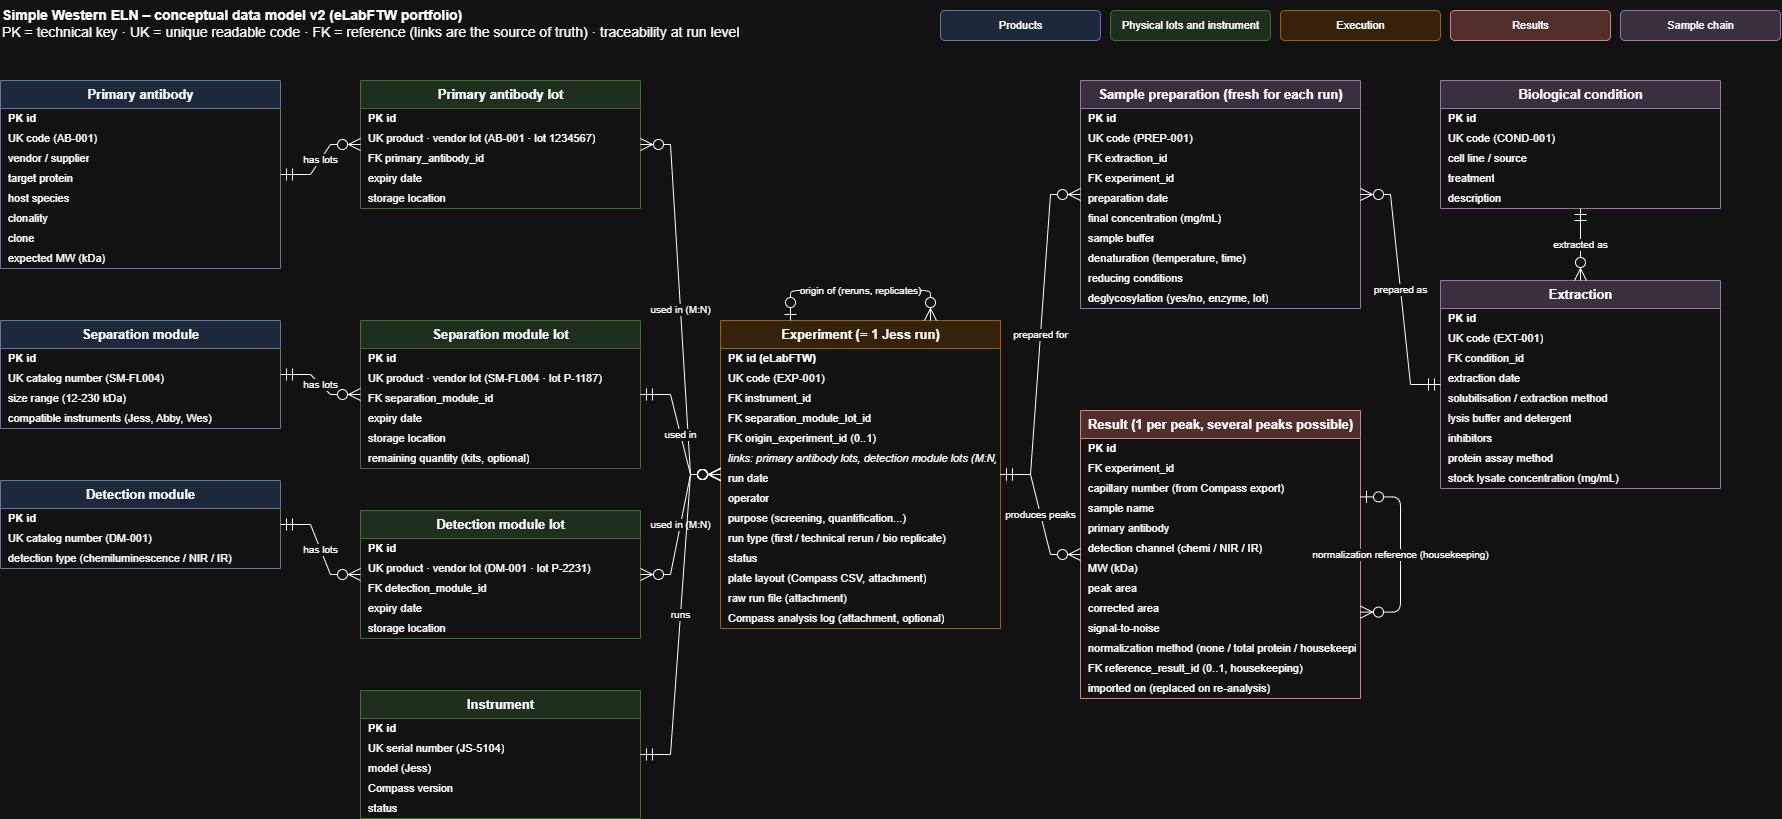 Simple Western ELN – conceptual data model v2 (eLabFTW portfolio)
PK = technical key · UK = unique readable code · FK = reference (links are the source of truth) · traceability at run level
Products
Physical lots and instrument
Execution
Results
Sample chain
Primary antibody
PK id
UK code (AB-001)
vendor / supplier
target protein
host species
clonality
clone
expected MW (kDa)
has lots
Primary antibody lot
PK id
UK product · vendor lot (AB-001 · lot 1234567)
FK primary_antibody_id
expiry date
storage location
used in (M:N)
Separation module
PK id
UK catalog number (SM-FL004)
size range (12-230 kDa)
compatible instruments (Jess, Abby, Wes)
has lots
Separation module lot
PK id
UK product · vendor lot (SM-FL004 · lot P-1187)
FK separation_module_id
expiry date
storage location
remaining quantity (kits, optional)
used in
Detection module
PK id
UK catalog number (DM-001)
detection type (chemiluminescence / NIR / IR)
has lots
Detection module lot
PK id
UK product · vendor lot (DM-001 · lot P-2231)
FK detection_module_id
expiry date
storage location
used in (M:N)
Instrument
PK id
UK serial number (JS-5104)
model (Jess)
Compass version
status
runs
origin of (reruns, replicates)
Experiment (= 1 Jess run)
PK id (eLabFTW)
UK code (EXP-001)
FK instrument_id
FK separation_module_lot_id
FK origin_experiment_id (0..1)
links: primary antibody lots, detection module lots (M:N
run date
operator
purpose (screening, quantification...)
run type (first / technical rerun / bio replicate)
status
plate layout (Compass CSV, attachment)
raw run file (attachment)
Compass analysis log (attachment, optional)
prepared for
produces peaks
Sample preparation (fresh for each run)
PK id
UK code (PREP-001)
FK extraction_id
FK experiment_id
preparation date
final concentration (mg/mL)
sample buffer
denaturation (temperature, time)
reducing conditions
deglycosylation (yes/no, enzyme, lot)
prepared as
Result (1 per peak, several peaks possible)
PK id
FK experiment_id
capillary number (from Compass export)
sample name
primary antibody
detection channel (chemi / NIR / IR)
MW (kDa)
peak area
corrected area
signal-to-noise
normalization method (none / total protein / housekeepi
FK reference_result_id (0..1, housekeeping)
imported on (replaced on re-analysis)
normalization reference (housekeeping)
Biological condition
PK id
UK code (COND-001)
cell line / source
treatment
description
extracted as
Extraction
PK id
UK code (EXT-001)
FK condition_id
extraction date
solubilisation / extraction method
lysis buffer and detergent
inhibitors
protein assay method
stock lysate concentration (mg/mL)